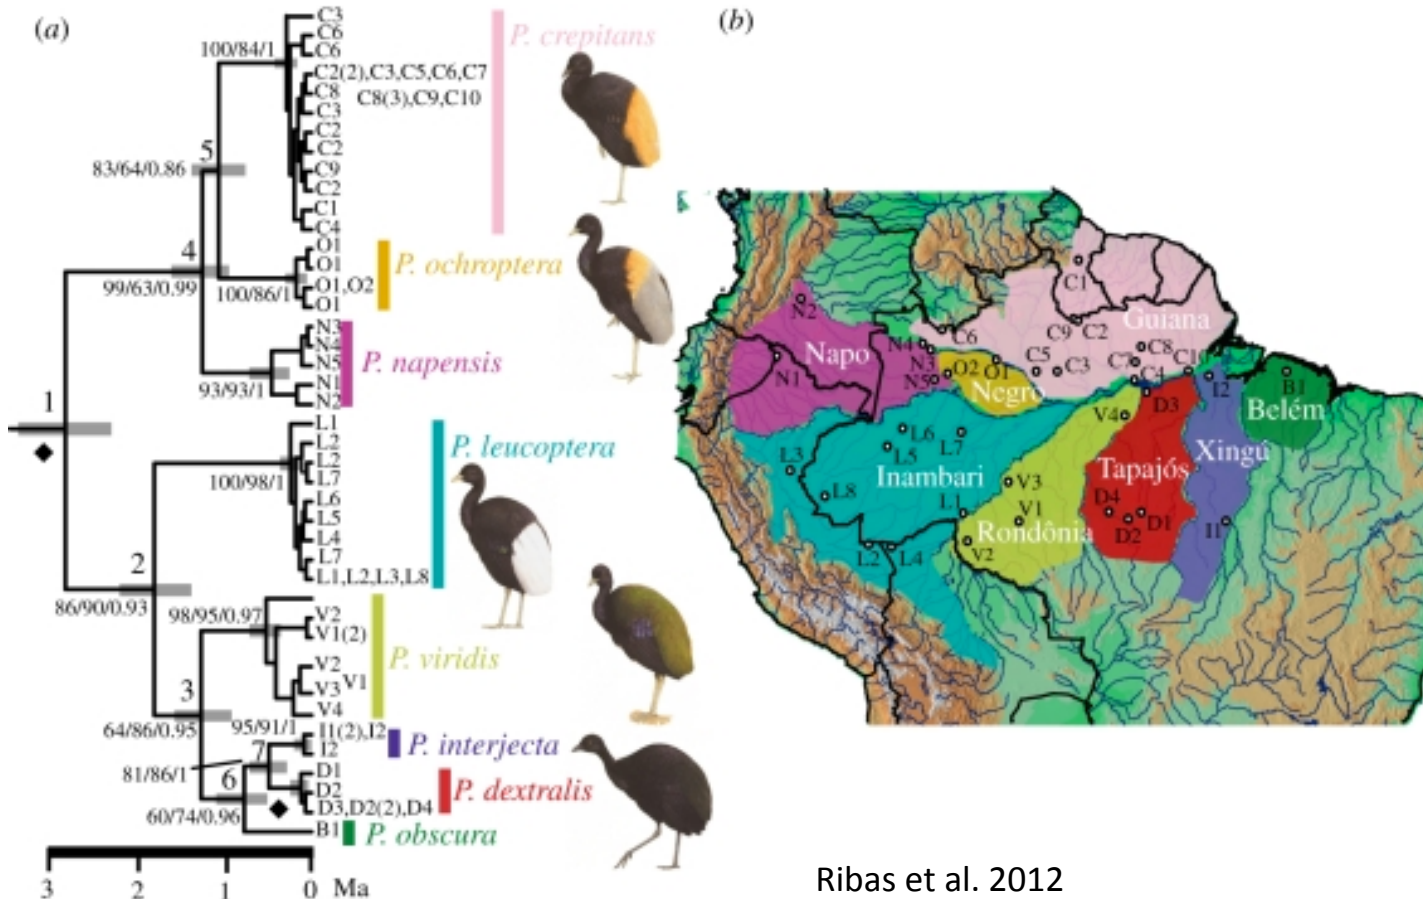 (a)
C3
C6
C6
100/84/1
C2(2),C3,C5,C6,C7
C8
C8(3),C9,C10
C3
C2
C2
C9
C2
C1
C4
P. crepitans
5
83/64/0.86
4
99/63/0.99
O1
O1
O1,O2
O1
100/86/1
P. ochroptera
N3
N4
N5
N1
N2
93/93/1
P. napensis
1
L1
L2
L2
L7
L6
L5
L4
L7
L1,L2,L3,L8
100/98/1
P. leucoptera
2
86/90/0.93
98/95/0.97
V2
V1(2)
V2
V3
V1
V4
P. viridis
3
64/86/0.95
95/91/1
I1(2),I2
I2
P. interjecta
7
81/86/1
D1
D2
D3,D2(2),D4
P. dextralis
6
60/74/0.96
B1
P. obscura
3 2 1 0 Ma
(b)
C1
N2
Guiana
C9 C2
C6
N4
Napo
N3
C8
C5 C3
C7
C10
N1
N5
O2 O1
C4
I2
B1
Negro
D3
Belém
V4
L6
L7
L5
L3
Inambari
Tapajós
Xingú
L8
V3
L1
V1
D4
D1
D2
I1
Rondônia
V2
L2
L4
Ribas et al. 2012